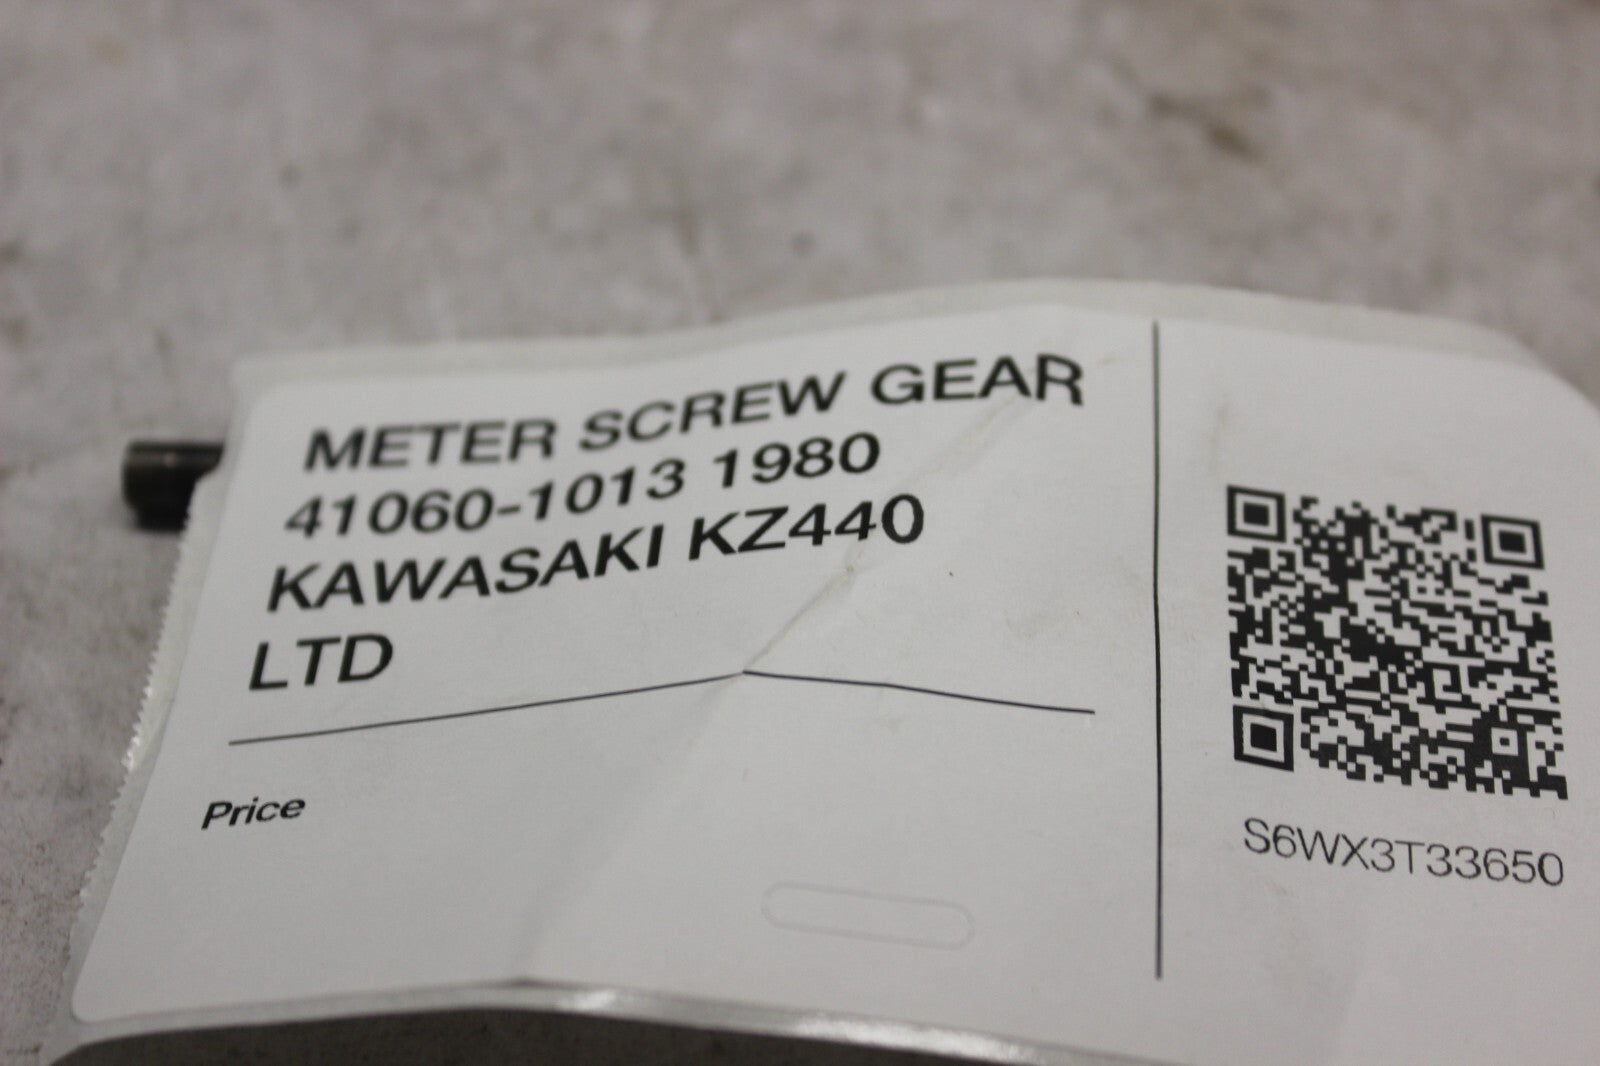 METER SCREW GEAR
41060-1013 1980
KAWASAKI KZ440
LTD
Price
S6WX3T33650